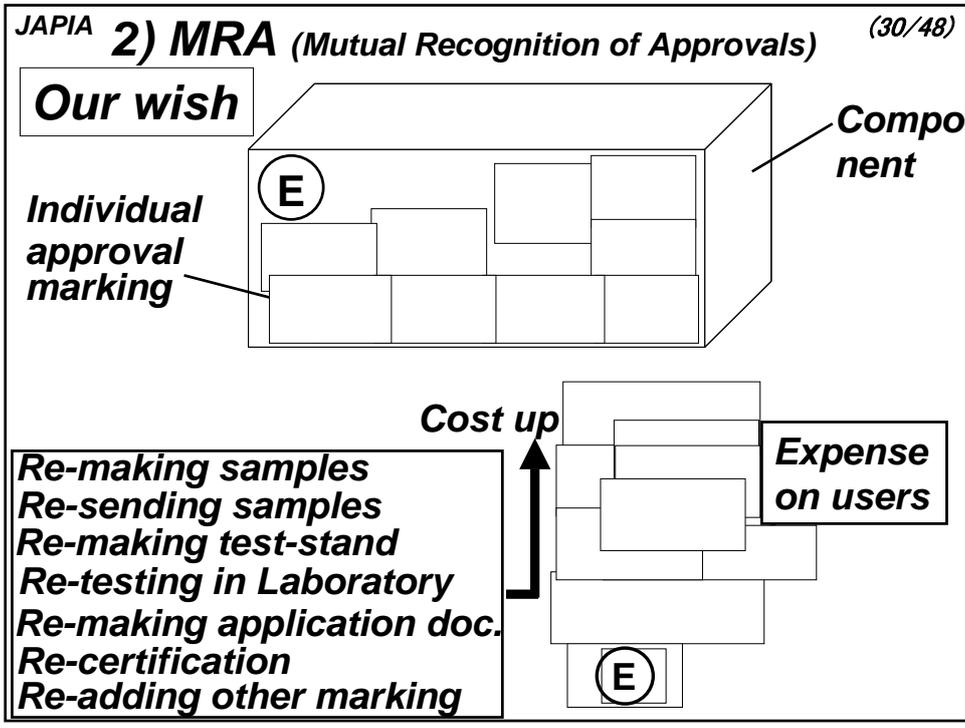 JAPIA 2) MRA (Mutual Recognition of Approvals) (30/48)
Our wish
Compo
nent
E
Individual
approval
marking
Cost up
Expense
on users
Re-making samples
Re-sending samples
Re-making test-stand
Re-testing in Laboratory
Re-making application doc.
Re-certification
Re-adding other marking
E